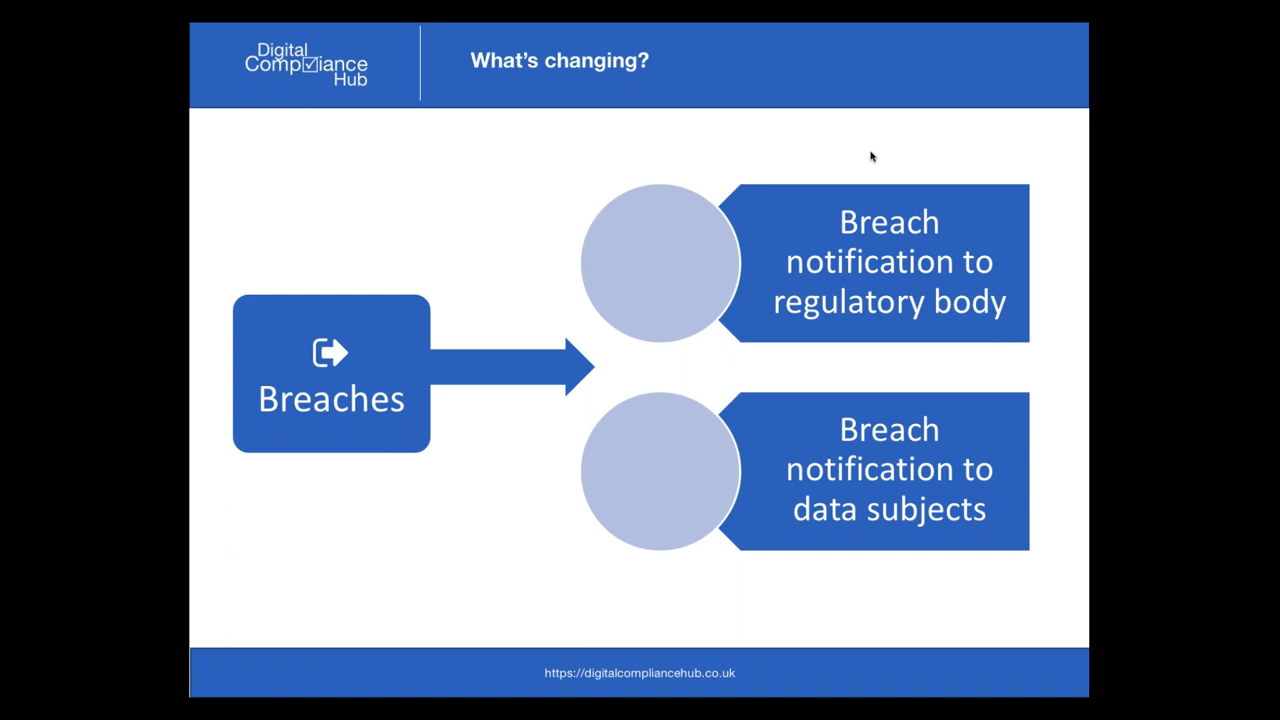 Digital
Compliance
Hub
What's changing?
Breach
notification to
regulatory body
Breaches
Breach
notification to
data subjects
https://digitalcompliancehub.co.uk